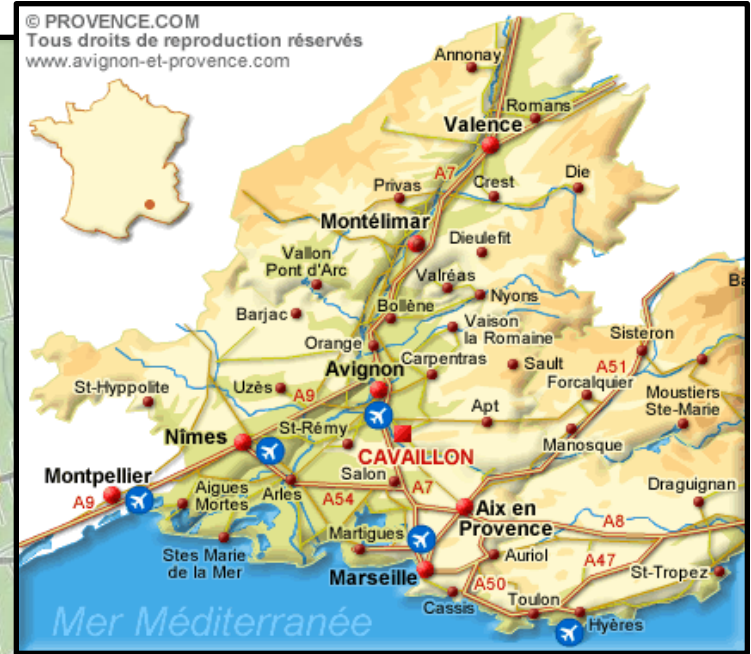 © PROVENCE.COM
Tous droits de reproduction réservés
www.avignon-et-provence.com
Annonay
Romans
Valence
A7
Privas
Crest
Die
Montélimar
Dieulefit
Vallon
Pont d'Arc
Valréas
Nyons
Barjac
Bollène
Vaison
la Romaine
Orange
Sisteron
Carpentras
Sault
A51
Avignon
Forcalquier
St-Hyppolite
Uzès
A9
Moustiers
Ste-Marie
Apt
Nîmes
St-Rémy
Manosque
CAVAILLON
Montpellier
Salon
A7
Draguignan
A9
Aigues
Mortes
Arles
A54
Aix en
Provence
A8
Martigues
Stes Marie
de la Mer
Auriol
A47
Marseille
A50
St-Tropez
Cassis
Toulon
Hyères
Mer Méditerranée